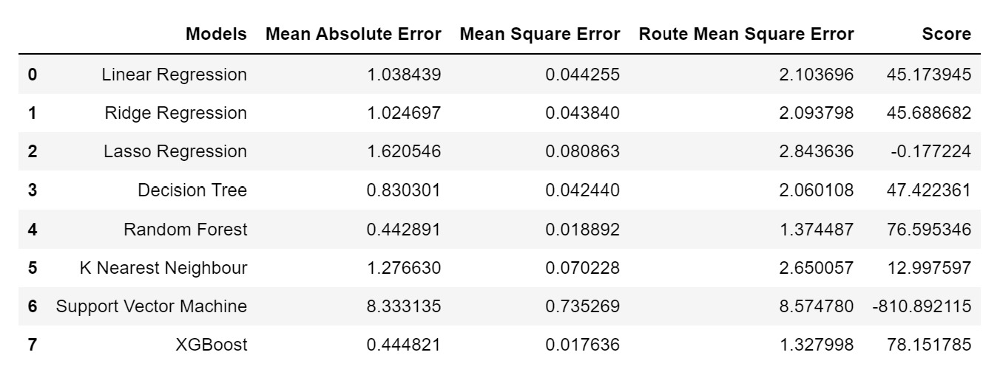 Models Mean Absolute Error Mean Square Error Route Mean Square Error Score
0 Linear Regression 1.038439 0.044255 2.103696 45.173945
1 Ridge Regression 1.024697 0.043840 2.093798 45.688682
2 Lasso Regression 1.620546 0.080863 2.843636 -0.177224
3 Decision Tree 0.830301 0.042440 2.060108 47.422361
4 Random Forest 0.442891 0.018892 1.374487 76.595346
5 K Nearest Neighbour 1.276630 0.070228 2.650057 12.997597
6 Support Vector Machine 8.333135 0.735269 8.574780 -810.892115
7 XGBoost 0.444821 0.017636 1.327998 78.151785